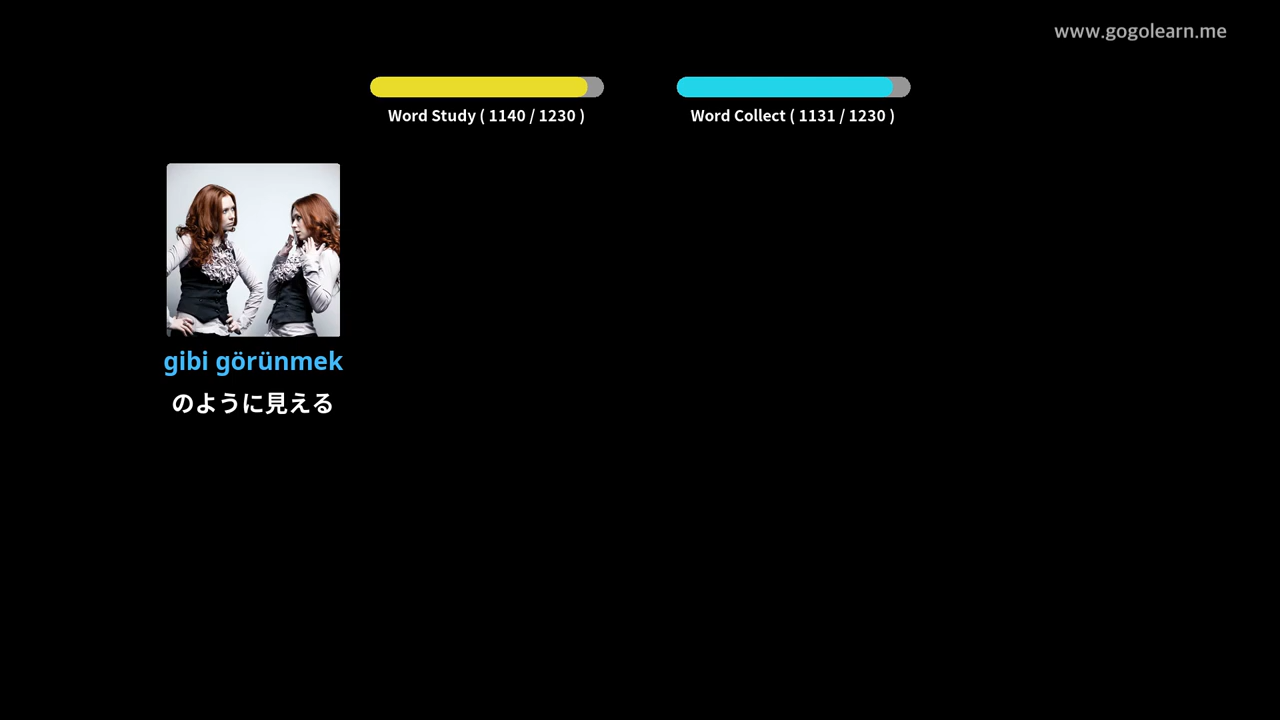 www.gogolearn.me
Word Study ( 1140 / 1230 )
Word Collect ( 1131 / 1230 )
gibi görünmek
のように見える